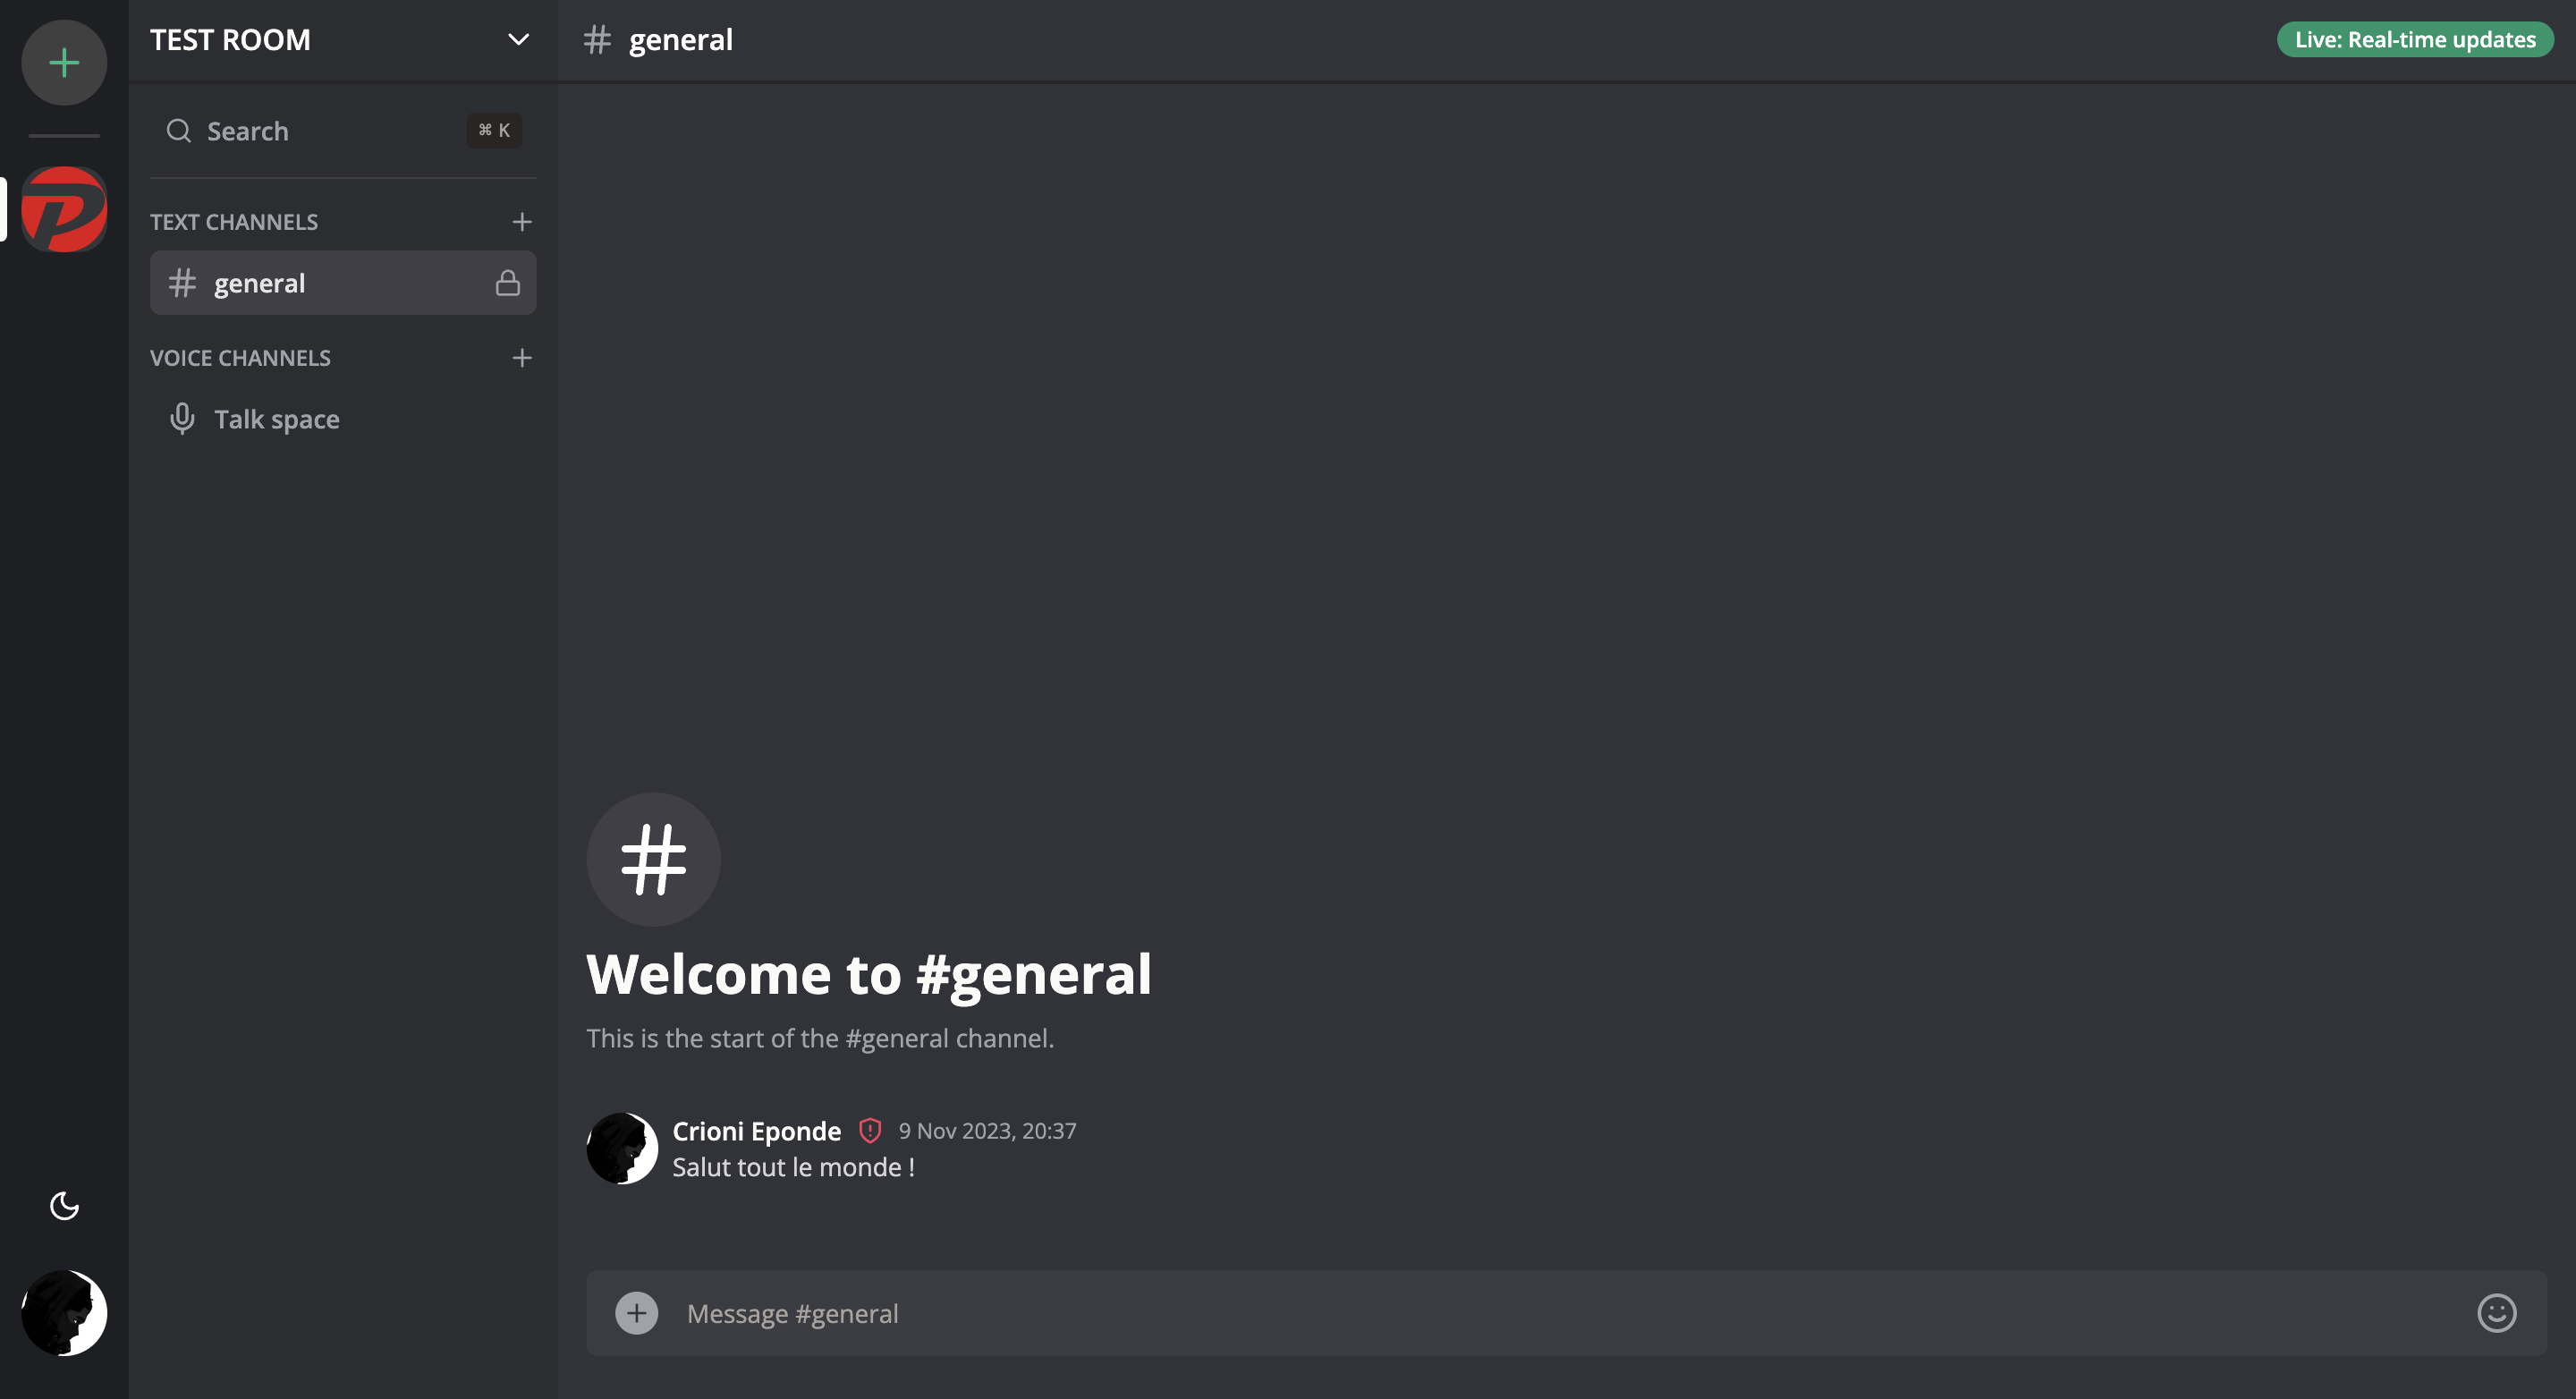 TEST ROOM
Search
⌘ K
TEXT CHANNELS
general
VOICE CHANNELS
Talk space
# general
Live: Real-time updates
#
Welcome to #general
This is the start of the #general channel.
Crioni Eponde 9 Nov 2023, 20:37
Salut tout le monde !
Message #general